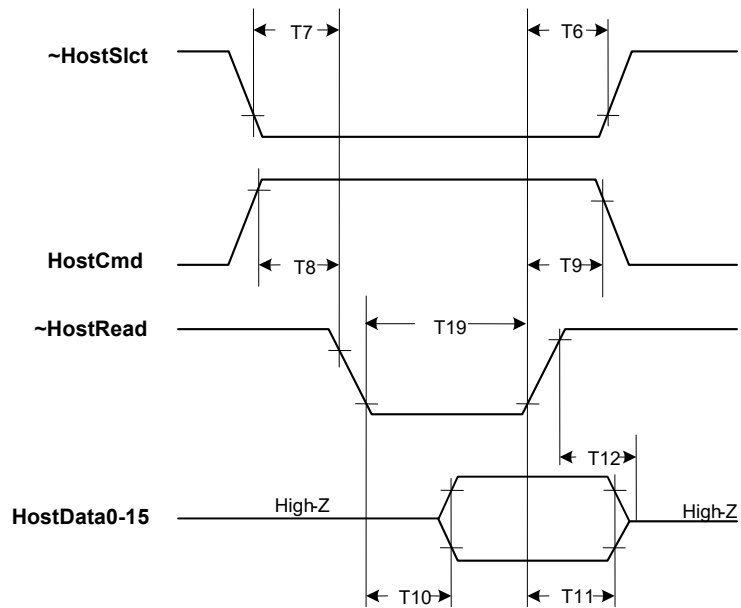 T7
T6
~HostSlct
HostCmd
T8
T9
~HostRead
T19
T12
HostData0-15
High-Z
High-Z
T10
T11